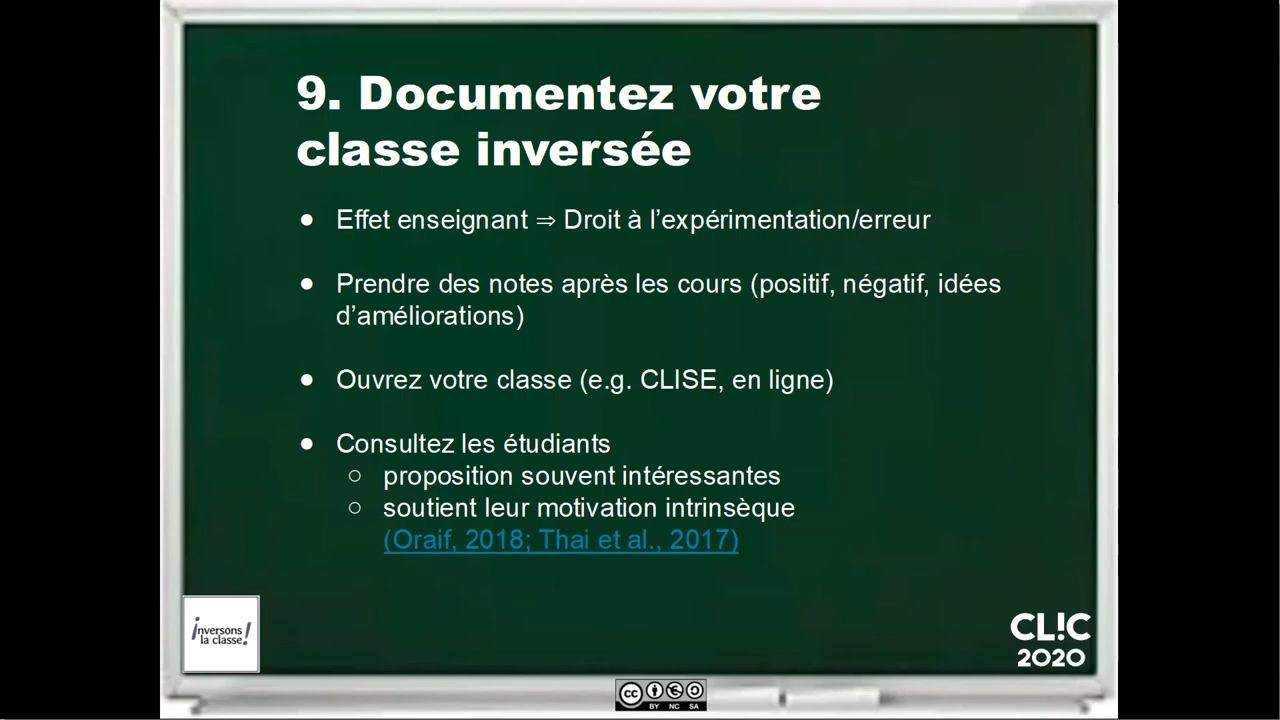 9. Documentez votre
classe inversée
● Effet enseignant ⇒ Droit à l’expérimentation/erreur
● Prendre des notes après les cours (positif, négatif, idées
d’améliorations)
● Ouvrez votre classe (e.g. CLISE, en ligne)
● Consultez les étudiants
○ proposition souvent intéressantes
○ soutient leur motivation intrinsèque
(Oraif, 2018; Thai et al., 2017)
¡nversons
la classe!
CL!C
2020
cc
BY NC SA